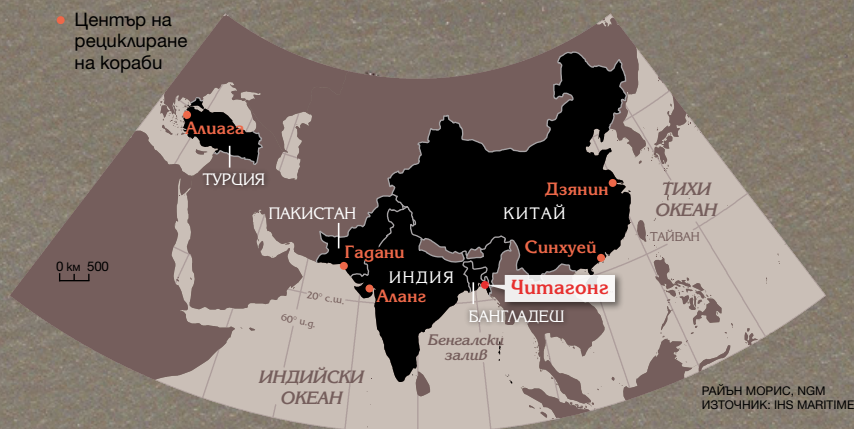 Център на
рециклиране
на кораби
Алиага
ТУРЦИЯ
ПАКИСТАН
Гадани
Аланг
ИНДИЯ
КИТАЙ
Дзянин
Синхуей
ТИХИ
ОКЕАН
ТАЙВАН
Читагонг
БАНГЛАДЕШ
Бенгалски
залив
0 км 500
20° с.ш.
60° и.д.
ИНДИЙСКИ
ОКЕАН
РАЙЪН МОРИС, NGM
ИЗТОЧНИК: IHS MARITIME